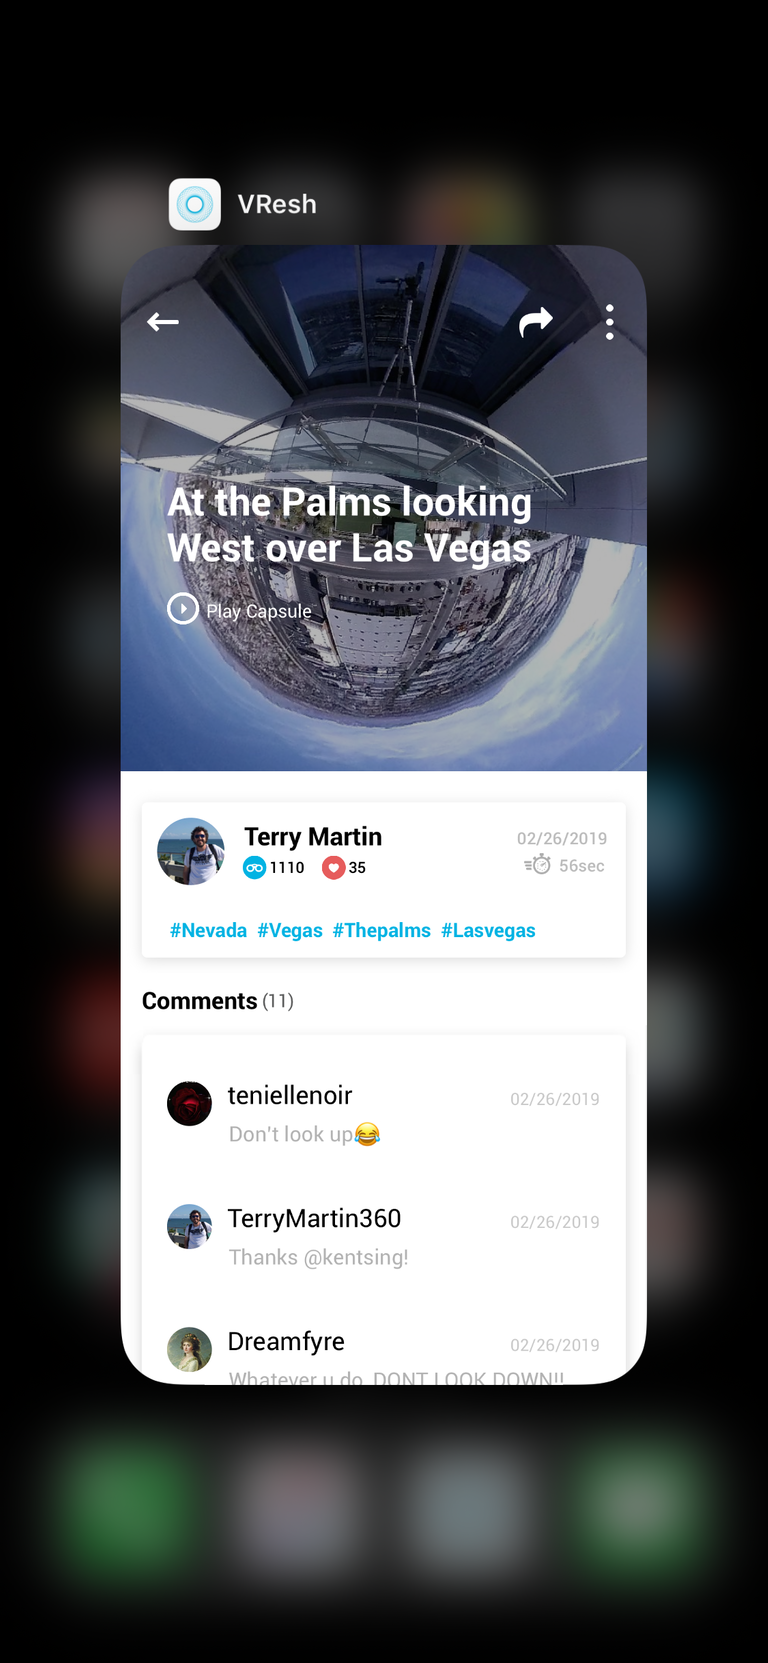 VResh
At the Palms looking
West over Las Vegas
Play Capsule
Terry Martin
02/26/2019
1110 35
56sec
#Nevada #Vegas #Thepalms #Lasvegas
Comments (11)
teniellenoir
02/26/2019
Don't look up😂
TerryMartin360
02/26/2019
Thanks @kentsing!
Dreamfyre
02/26/2019
Whatever u do, DONT LOOK DOWN!!